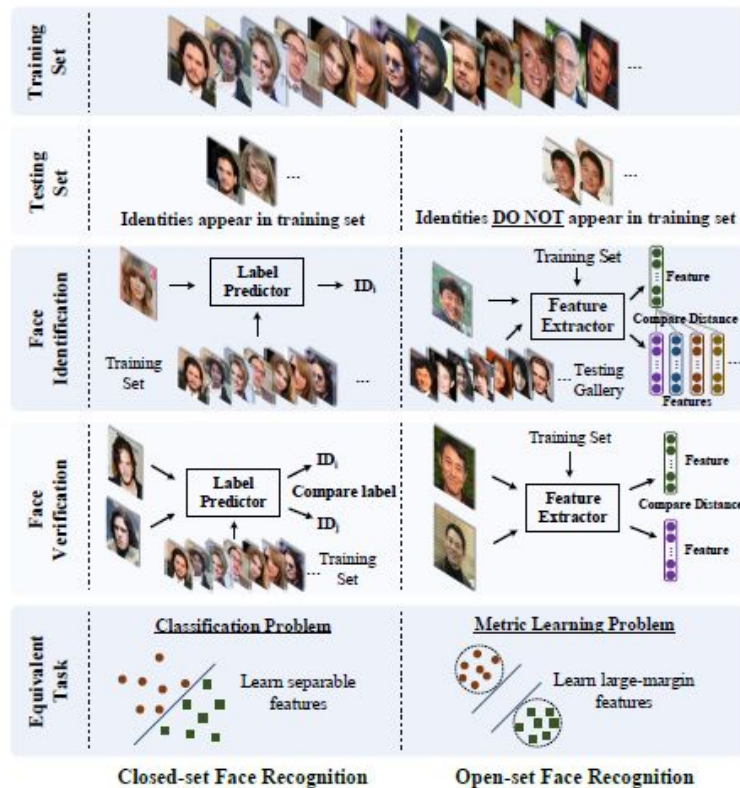 Training
Set
...
Testing
Set
...
Identities appear in training set
...
Identities DO NOT appear in training set
Face
Identification
Label
Predictor
IDi
Training
Set
...
Training Set
Feature
Extractor
Feature
Compare Distance
...
Testing
Gallery
...
Features
Face
Verification
Label
Predictor
IDi
Compare label
IDj
... Training
Set
Training Set
Feature
Extractor
Feature
Compare Distance
Feature
Equivalent
Task
Classification Problem
Learn separable
features
Metric Learning Problem
Learn large-margin
features
Closed-set Face Recognition
Open-set Face Recognition